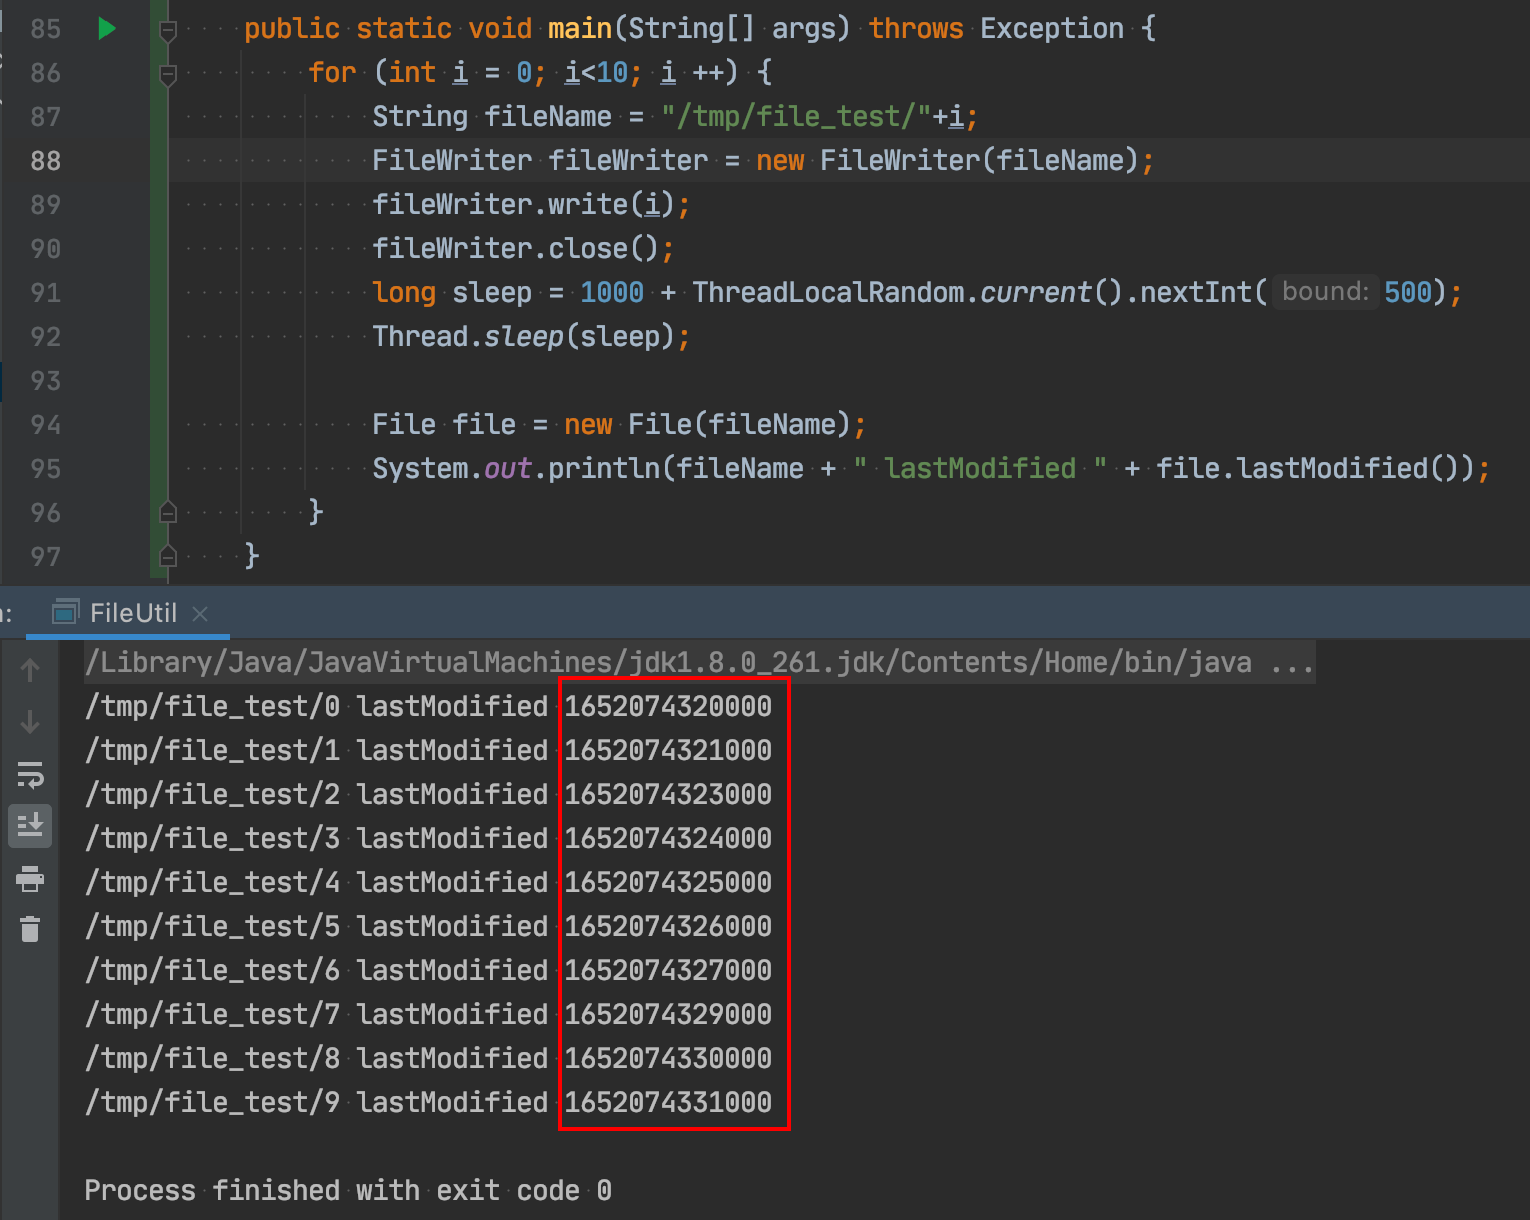 85 public static void main(String[] args) throws Exception {
86 for (int i = 0; i<10; i ++) {
87 String fileName = "/tmp/file_test/"+i;
88 FileWriter fileWriter = new FileWriter(fileName);
89 fileWriter.write(i);
90 fileWriter.close();
91 long sleep = 1000 + ThreadLocalRandom.current().nextInt( bound: 500);
92 Thread.sleep(sleep);
93
94 File file = new File(fileName);
95 System.out.println(fileName + " lastModified " + file.lastModified());
96 }
97 }
: FileUtil ×
/Library/Java/JavaVirtualMachines/jdk1.8.0_261.jdk/Contents/Home/bin/java ...
/tmp/file_test/0 lastModified 1652074320000
/tmp/file_test/1 lastModified 1652074321000
/tmp/file_test/2 lastModified 1652074323000
/tmp/file_test/3 lastModified 1652074324000
/tmp/file_test/4 lastModified 1652074325000
/tmp/file_test/5 lastModified 1652074326000
/tmp/file_test/6 lastModified 1652074327000
/tmp/file_test/7 lastModified 1652074329000
/tmp/file_test/8 lastModified 1652074330000
/tmp/file_test/9 lastModified 1652074331000
Process finished with exit code 0